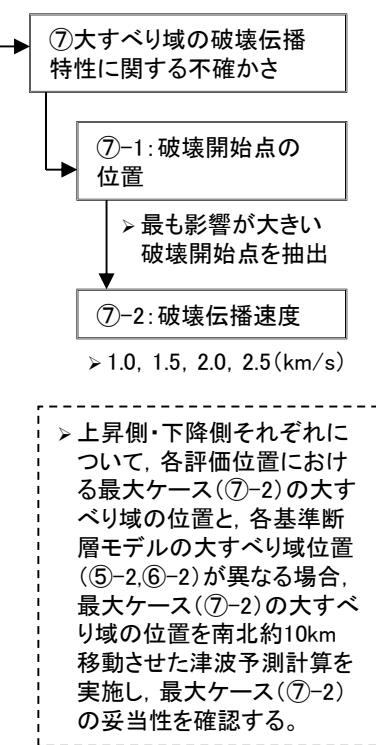 ⑦大すべり域の破壊伝播
特性に関する不確かさ
⑦-1：破壊開始点の
位置
➢ 最も影響が大きい
破壊開始点を抽出
⑦-2：破壊伝播速度
➢ 1.0，1.5，2.0，2.5（km/s）
➢ 上昇側・下降側それぞれに
ついて，各評価位置におけ
る最大ケース（⑦-2）の大す
べり域の位置と，各基準断
層モデルの大すべり域位置
（⑤-2,⑥-2）が異なる場合，
最大ケース（⑦-2）の大すべ
り域の位置を南北約10km
移動させた津波予測計算を
実施し，最大ケース（⑦-2）
の妥当性を確認する。